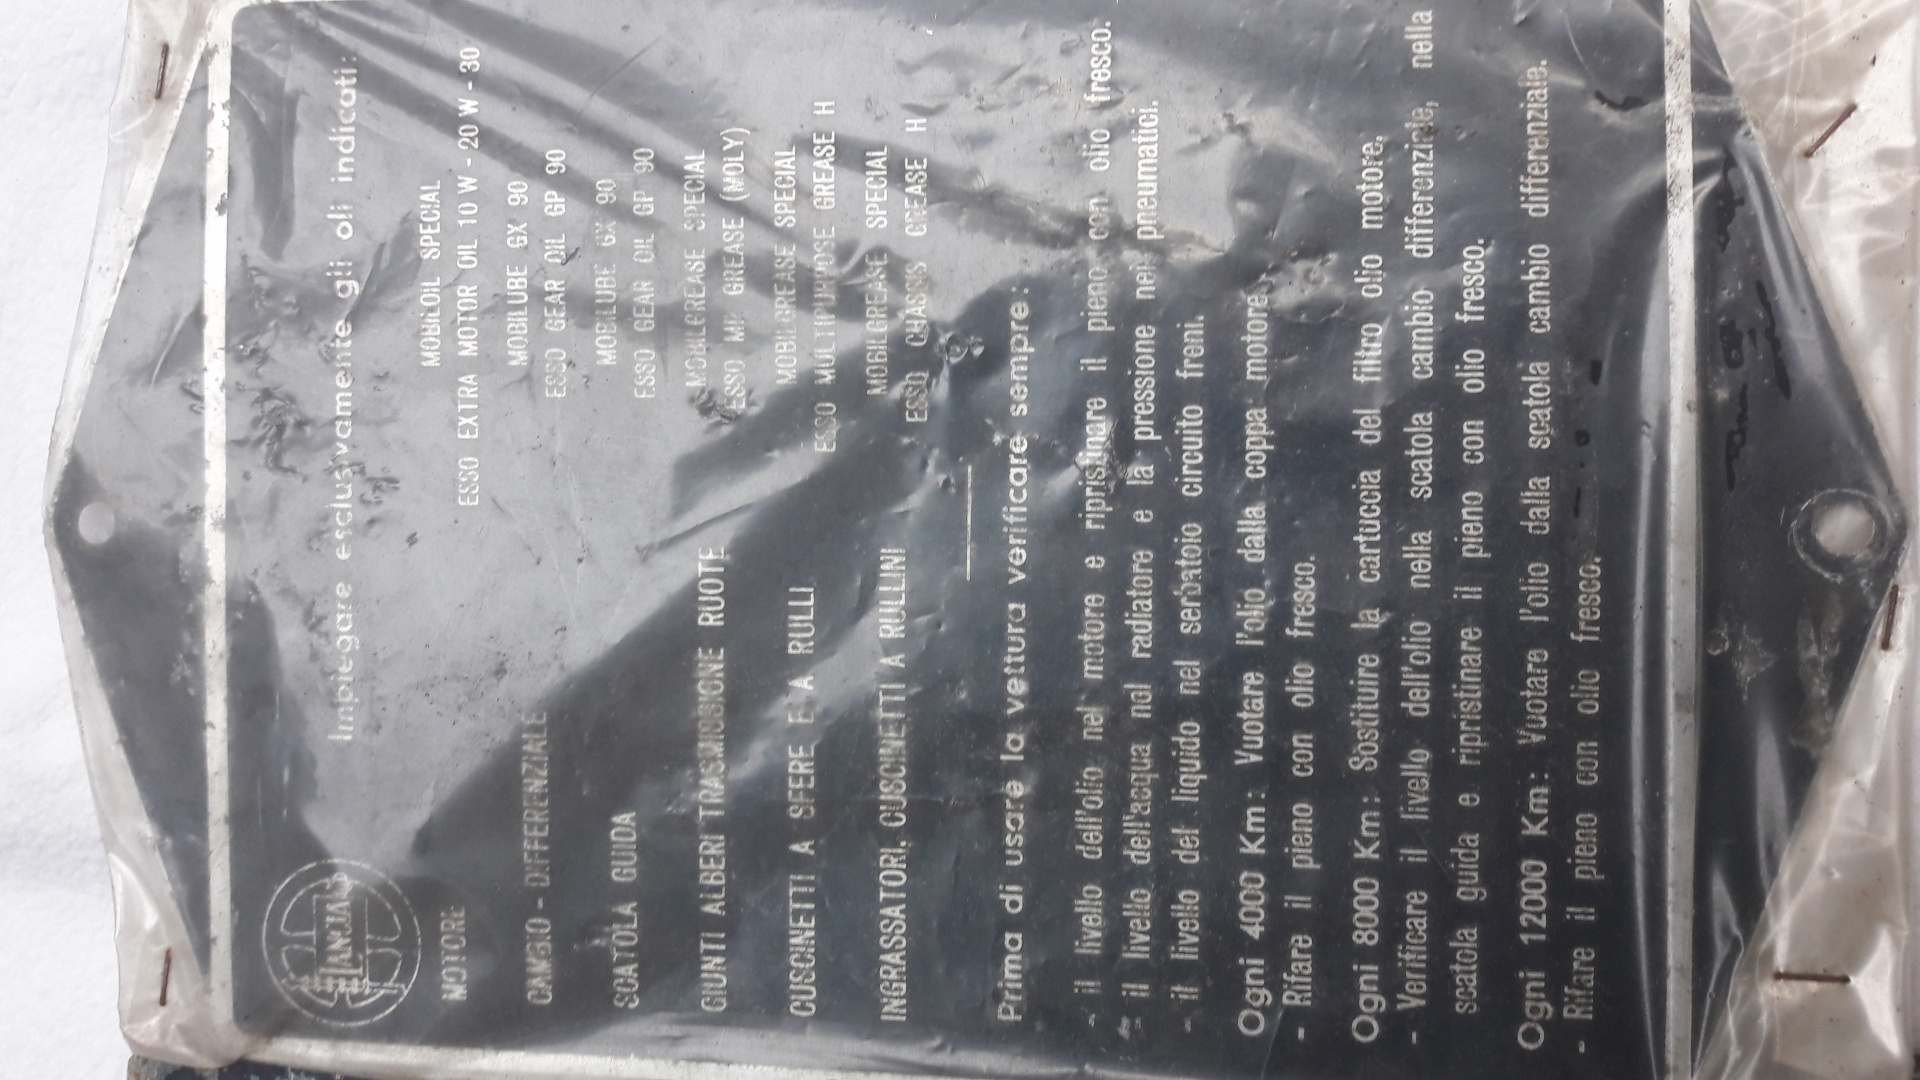 LANCIA
Impiegare esclusivamente gli oli indicati:
MOTORE MOBILOIL SPECIAL
ESSO EXTRA MOTOR OIL 10 W - 20 W - 30
CAMBIO - DIFFERENZIALE MOBILUBE GX 90
ESSO GEAR OIL GP 90
SCATOLA GUIDA MOBILUBE GX 90
ESSO GEAR OIL GP 90
GIUNTI ALBERI TRASMISSIONE RUOTE MOBILGREASE SPECIAL
ESSO MP GREASE (MOLY)
CUSCINETTI A SFERE E A RULLI MOBILGREASE SPECIAL
ESSO MULTIPURPOSE GREASE H
INGRASSATORI, CUSCINETTI A RULLINI MOBILGREASE SPECIAL
ESSO CHASSIS GREASE H
Prima di usare la vettura verificare sempre:
- il livello dell'olio nel motore e ripristinare il pieno con olio fresco.
- il livello dell'acqua nel radiatore e la pressione nei pneumatici.
- il livello del liquido nel serbatoio circuito freni.
Ogni 4000 Km: Vuotare l'olio dalla coppa motore.
- Rifare il pieno con olio fresco.
Ogni 8000 Km: Sostituire la cartuccia del filtro olio motore.
- Verificare il livello dell'olio nella scatola cambio differenziale, nella
scatola guida e ripristinare il pieno con olio fresco.
Ogni 12000 Km: Vuotare l'olio dalla scatola cambio differenziale.
- Rifare il pieno con olio fresco.